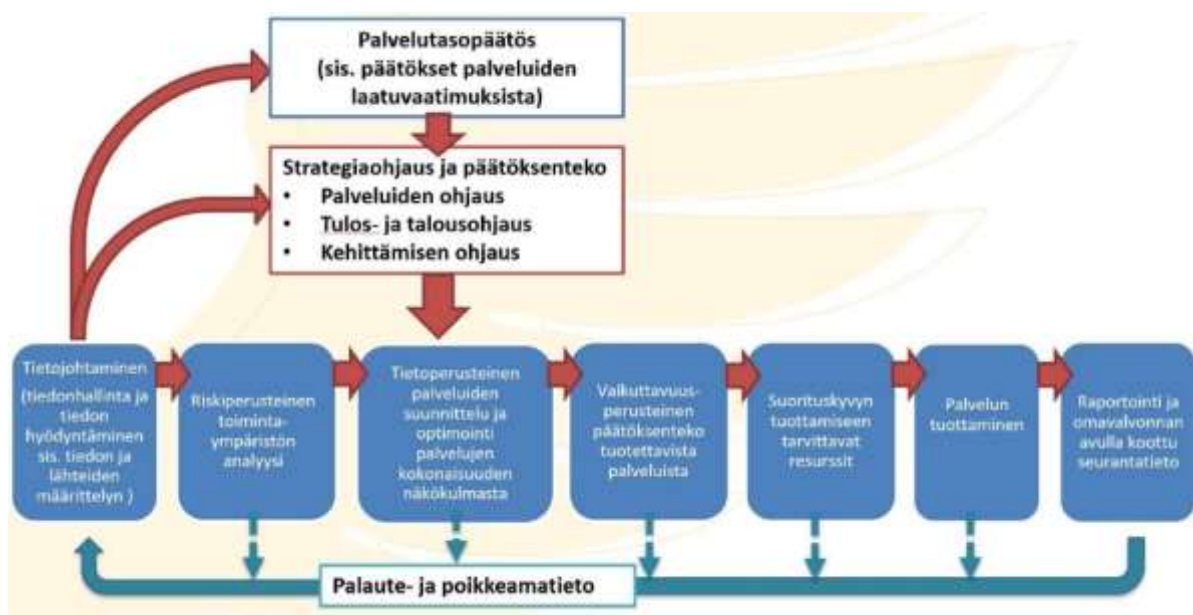 Palvelutasopäätös
(sis. päätökset palveluiden
laatuvaatimuksista)
Strategiaohjaus ja päätöksenteko
• Palveluiden ohjaus
• Tulos- ja talousohjaus
• Kehittämisen ohjaus
Tietojohtaminen
(tiedonhallinta ja
tiedon
hyödyntäminen
sis. tiedon ja
lähteiden
määrittelyn )
Riskiperusteinen
toiminta-
ympäristön
analyysi
Tietoperusteinen
palveluiden
suunnittelu ja
optimointi
palvelujen
kokonaisuuden
näkökulmasta
Vaikuttavuus-
perusteinen
päätöksenteko
tuotettavista
palveluista
Suorituskyvyn
tuottamiseen
tarvittavat
resurssit
Palvelun
tuottaminen
Raportointi ja
omavalvonnan
avulla koottu
seurantatieto
Palaute- ja poikkeamatieto